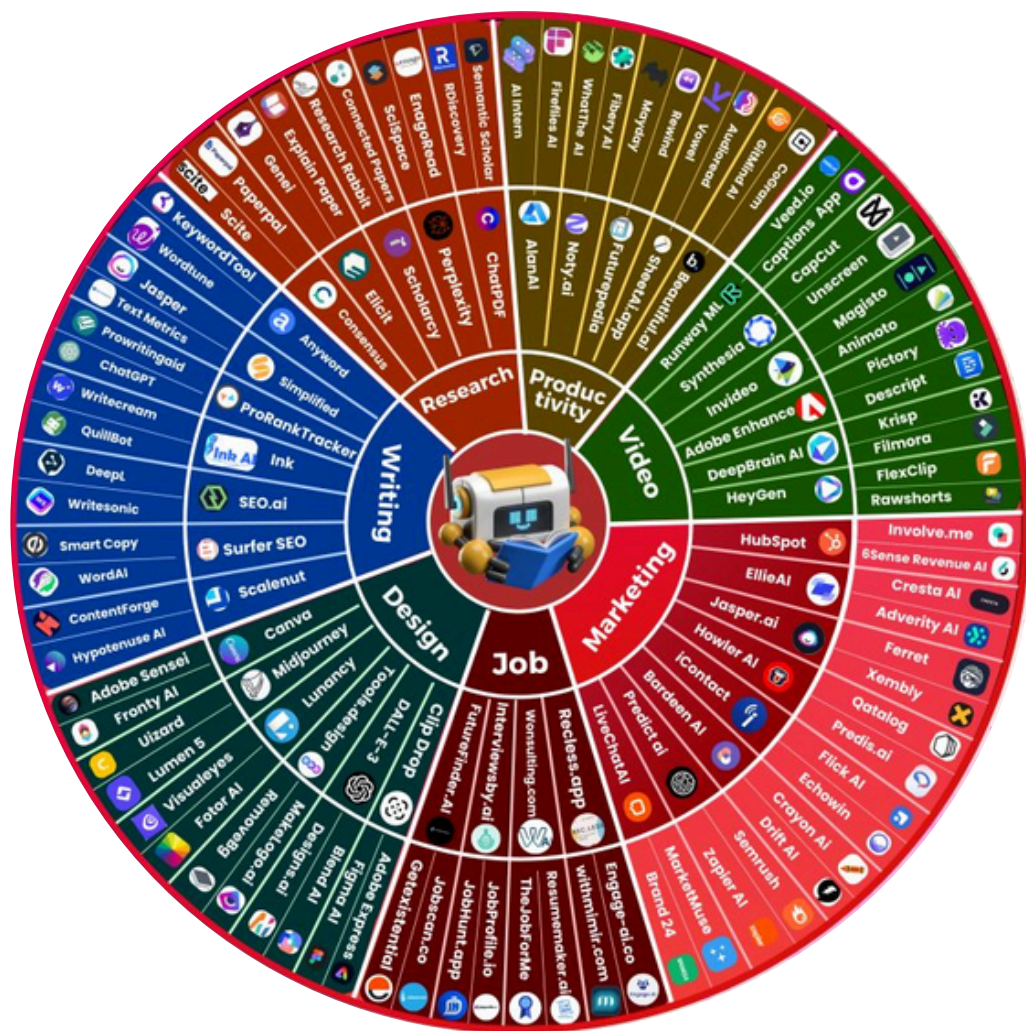 Research
Produc
tivity
Video
Marketing
Job
Design
Writing
Consensus
Elicit
Scholarcy
Perplexity
ChatPDF
Scite
Scite_
Paperpal
Genei
Explain Paper
Research Rabbit
Connected Papers
SciSpace
EnagoRead
RDiscovery
Semantic Scholar
AlanAI
Noty.ai
Futurepedia
SheetAi.app
Beautiful.ai
AI Intern
Fireflies AI
WhatThe AI
Fibery AI
Mayday
Rewind
Vowel
Audioread
GitMind AI
CoGram
Runway ML
Synthesia
Invideo
Adobe Enhance
DeepBrain AI
HeyGen
Veed.io
Captions App
CapCut
Unscreen
Magisto
Animoto
Pictory
Descript
Krisp
Filmora
FlexClip
Rawshorts
HubSpot
EllieAI
Jasper.ai
Howler AI
iContact
Bardeen AI
Predict ai
LiveChatAI
Involve.me
6Sense Revenue AI
Cresta AI
Adverity AI
Ferret
Xembly
Qatalog
Predis.ai
Flick AI
Echowin
Crayon AI
Drift AI
Semrush
Zapier AI
MarketMuse
Brand 24
Recless.app
Wonsulting.com
Interviewsby.ai
FutureFinder.AI
Engage-ai.co
withmimir.com
Resumemaker.ai
TheJobForMe
JobProfile.io
JobHunt.app
Jobscan.co
Getexistential
Clip Drop
DALL-E-3
Toools.design
Lunancy
Midjourney
Canva
Adobe Express
Figma AI
Blend AI
Designs.ai
MakeLogo.ai
RemoveBg
Fotor AI
Visualeyes
Lumen 5
Uizard
Fronty AI
Adobe Sensei
Scalenut
Surfer SEO
SEO.ai
Ink
Ink AI
ProRankTracker
Simplified
Anyword
Hypotenuse AI
ContentForge
WordAI
Smart Copy
Writesonic
DeepL
QuillBot
Writecream
ChatGPT
Prowritingaid
Text Metrics
Jasper
Wordtune
KeywordTool